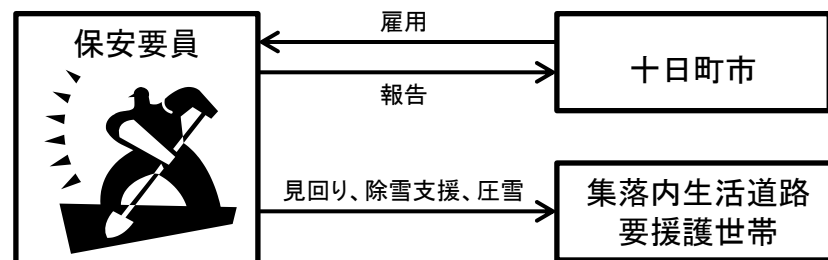 保安要員
雇用
報告
十日町市
見回り、除雪支援、圧雪
集落内生活道路
要援護世帯